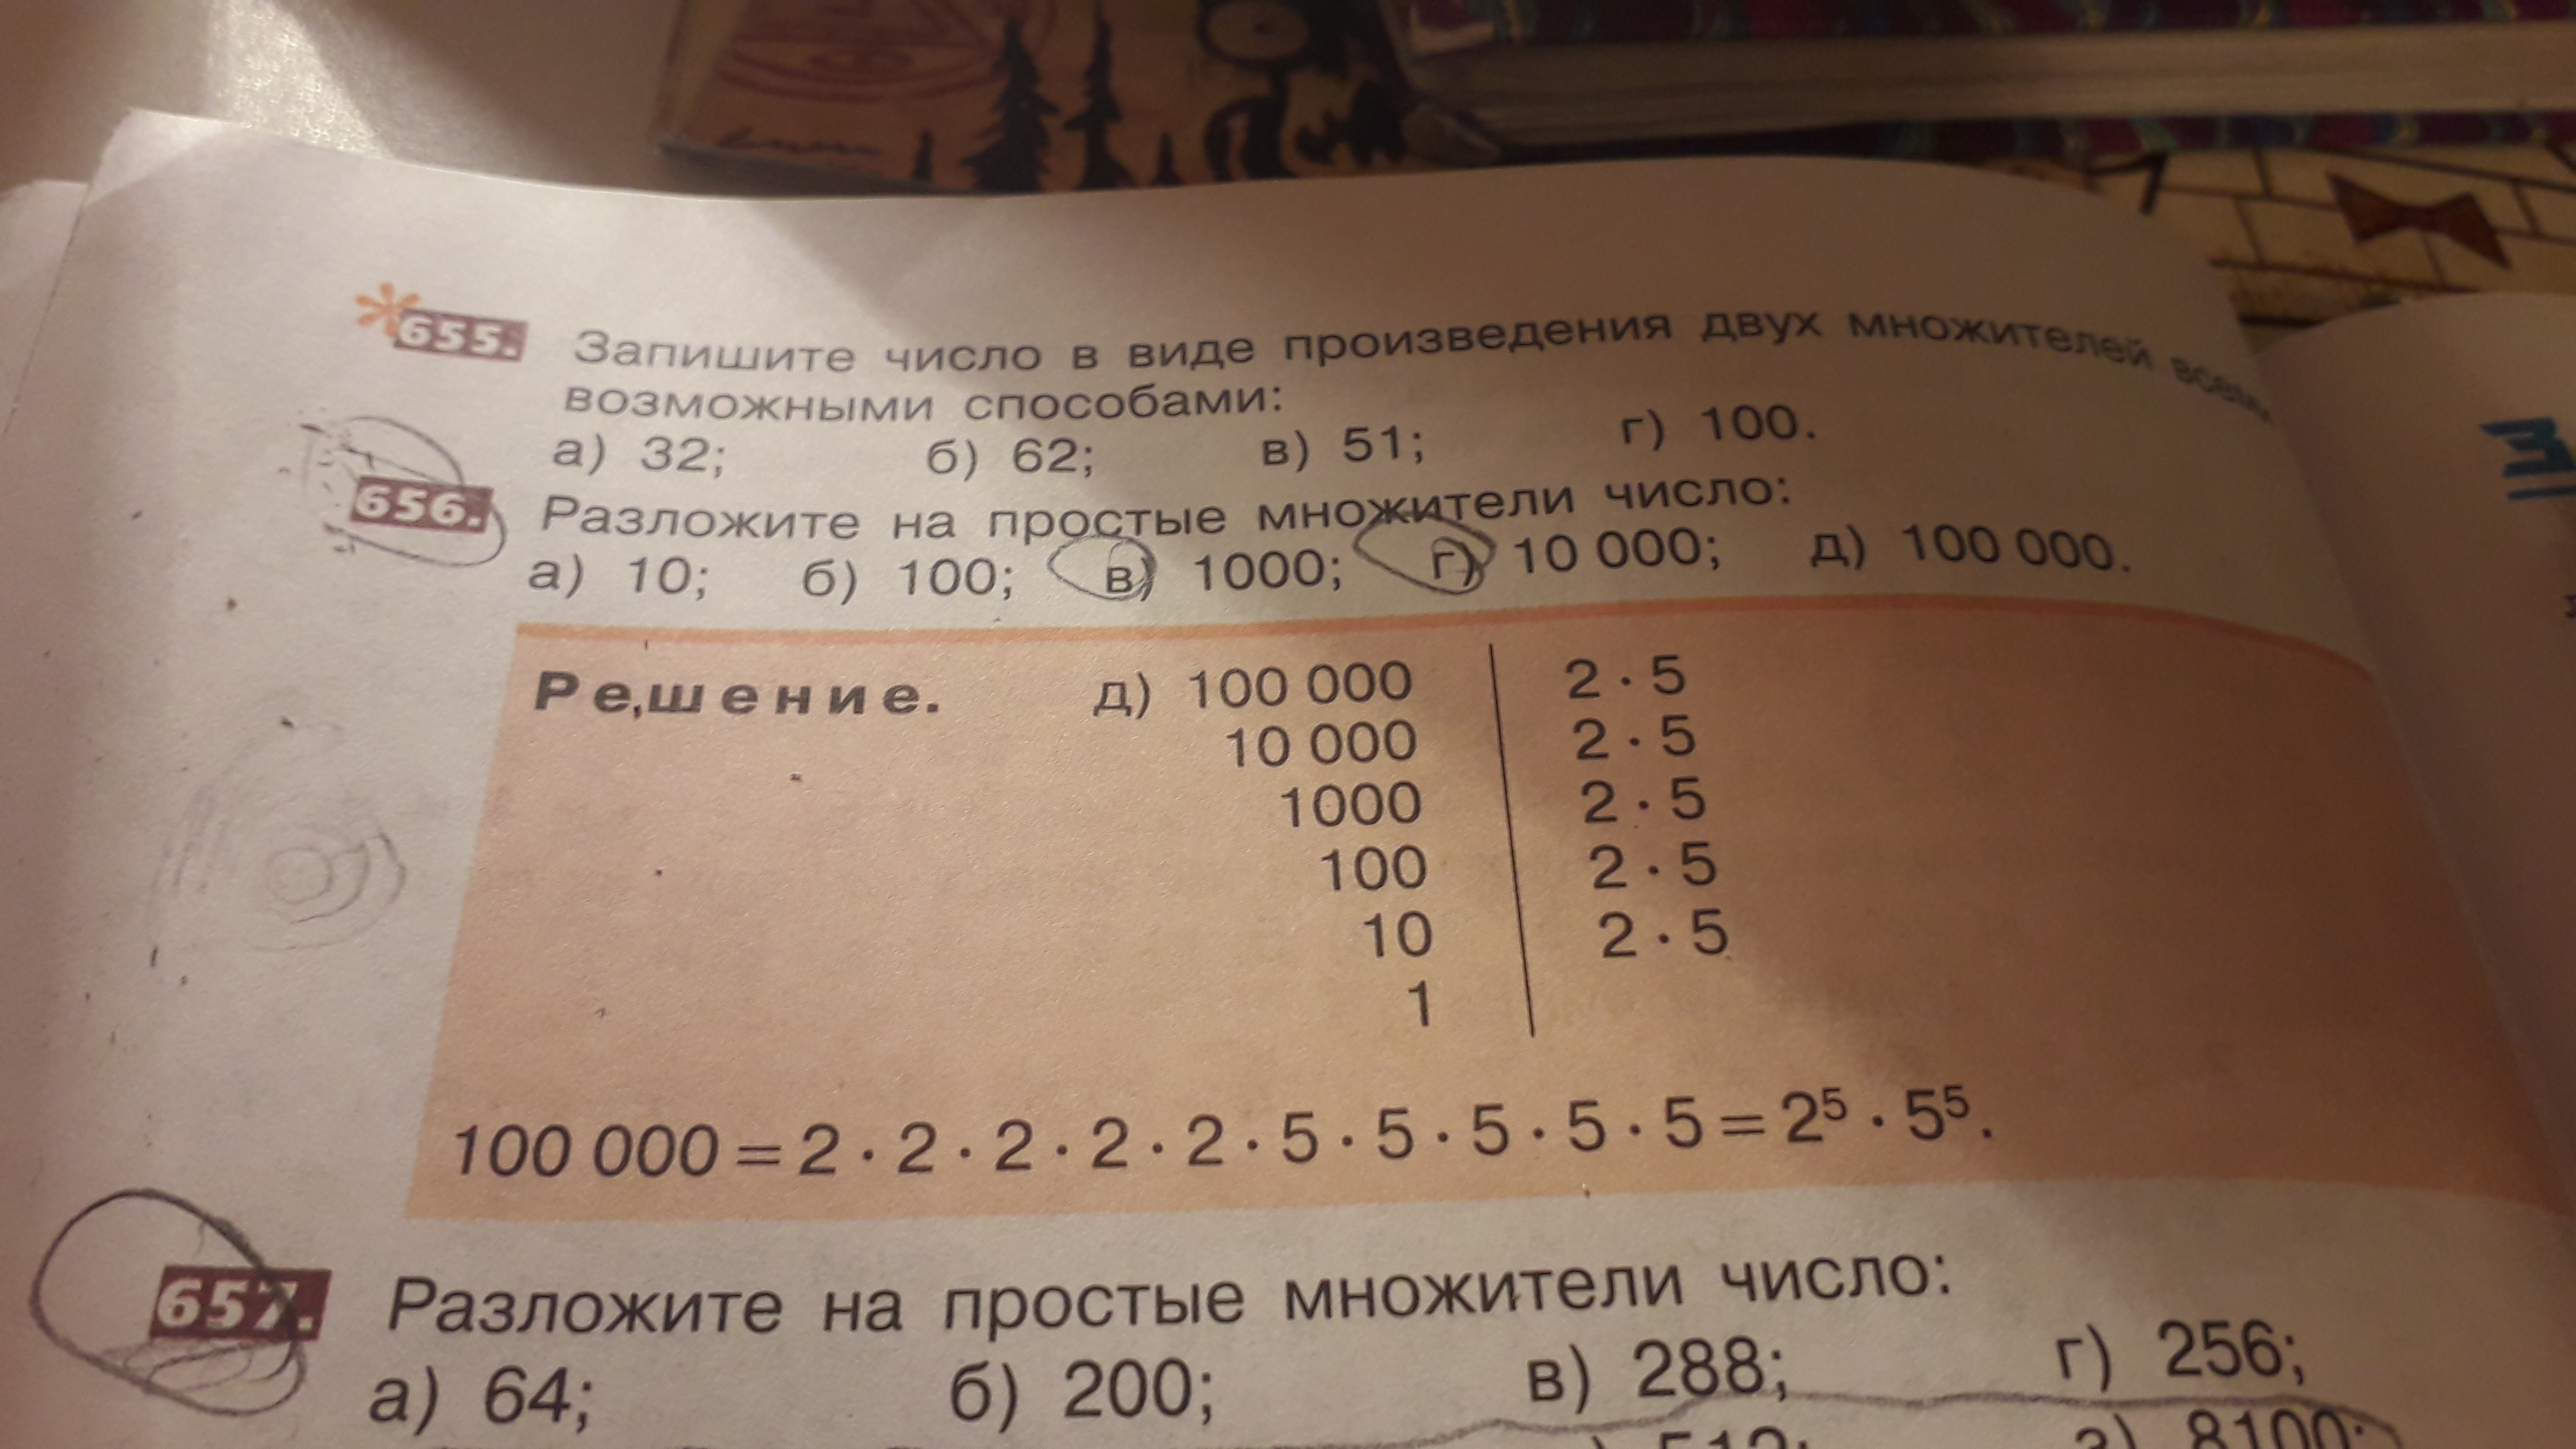 655. Запишите число в виде произведения двух множителей всеми
возможными способами:
а) 32; б) 62; в) 51; г) 100.
656. Разложите на простые множители число:
а) 10; б) 100; в) 1000; г) 10 000; д) 100 000.
Решение. д) 100 000 | 2 · 5
10 000 | 2 · 5
1000 | 2 · 5
100 | 2 · 5
10 | 2 · 5
1
100 000 = 2 · 2 · 2 · 2 · 2 · 5 · 5 · 5 · 5 · 5 = 2⁵ · 5⁵.
657. Разложите на простые множители число:
а) 64; б) 200; в) 288; г) 256;
512; з) 8100;